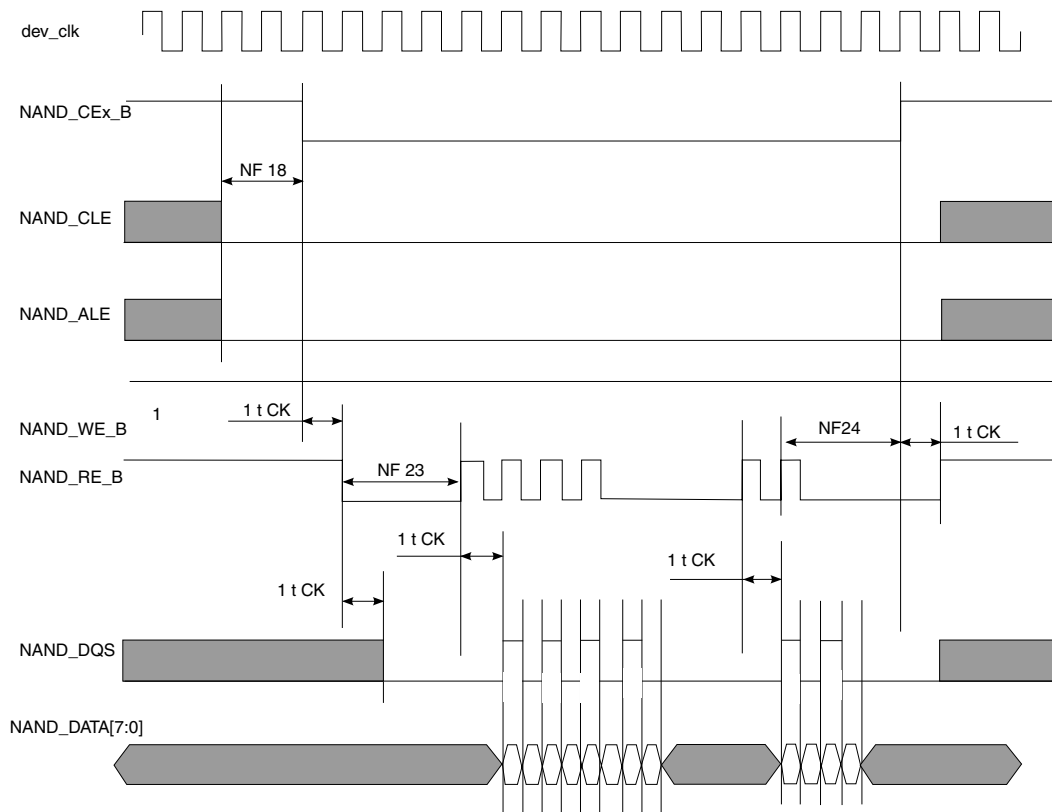 dev_clk
NAND_CEx_B
NF 18
NAND_CLE
NAND_ALE
1
1 t CK
NAND_WE_B
NF24
1 t CK
NAND_RE_B
NF 23
1 t CK
1 t CK
1 t CK
NAND_DQS
NAND_DATA[7:0]